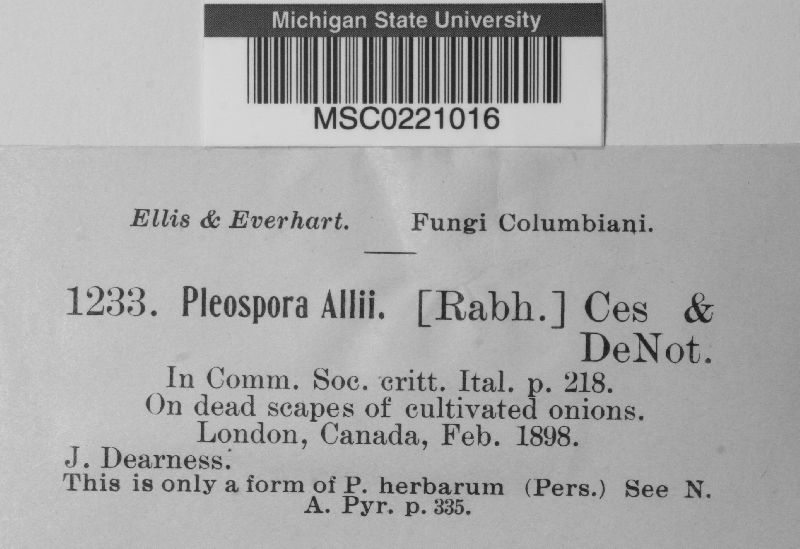 Michigan State University
MSC0221016
Ellis & Everhart. Fungi Columbiani.
1233. Pleospora Allii. [Rabh.] Ces &
DeNot.
In Comm. Soc. critt. Ital. p. 218.
On dead scapes of cultivated onions.
London, Canada, Feb. 1898.
J. Dearness.
This is only a form of P. herbarum (Pers.) See N.
A. Pyr. p. 335.